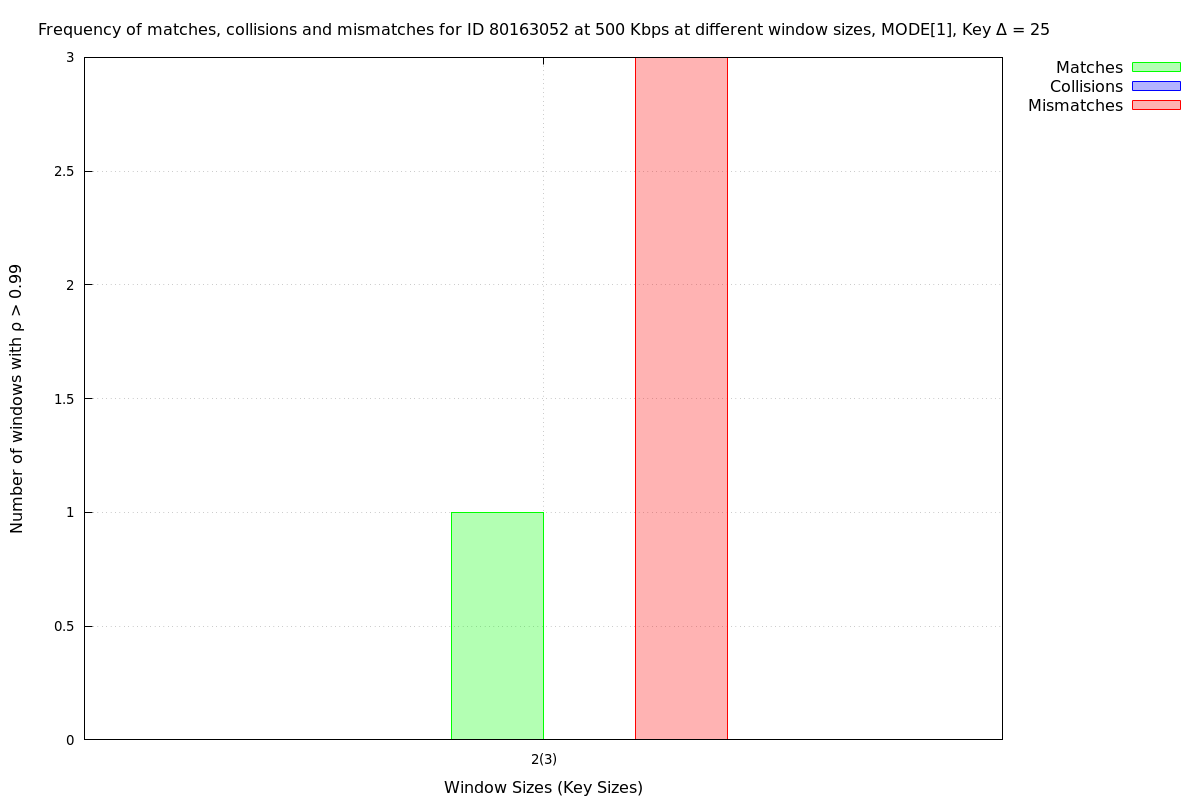 Frequency of matches, collisions and mismatches for ID 80163052 at 500 Kbps at different window sizes, MODE[1], Key Δ = 25
Matches
Collisions
Mismatches
3
2.5
2
1.5
1
0.5
0
Number of windows with ρ > 0.99
2(3)
Window Sizes (Key Sizes)